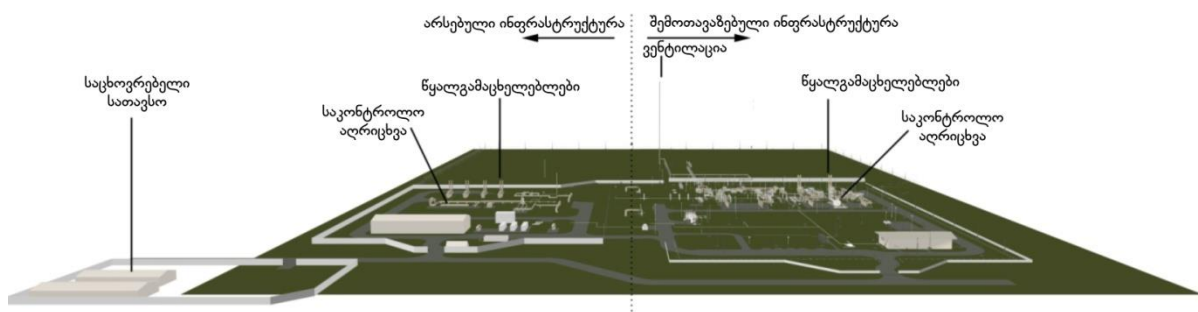 არსებული ინფრასტრუქტურა
შემოთავაზებული ინფრასტრუქტურა
ვენტილაცია
საცხოვრებელი
სათავსო
წყალგამაცხელებლები
საკონტროლო
აღრიცხვა
წყალგამაცხელებლები
საკონტროლო
აღრიცხვა